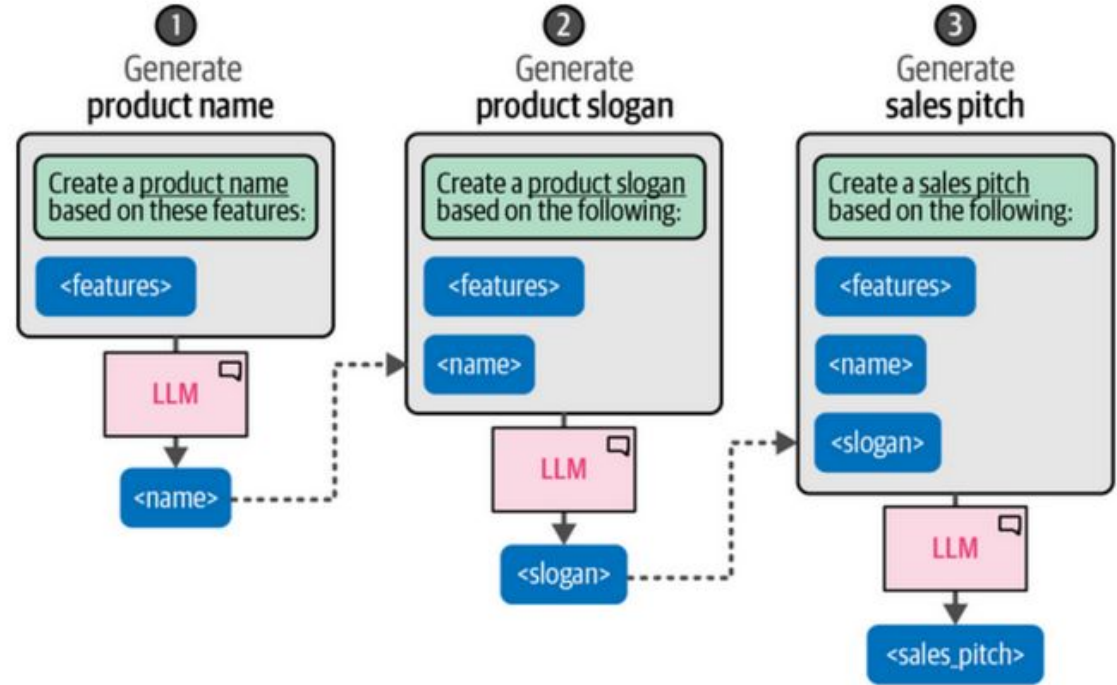 1
Generate
product name
Create a product name
based on these features:
<features>
LLM
<name>
2
Generate
product slogan
Create a product slogan
based on the following:
<features>
<name>
LLM
<slogan>
3
Generate
sales pitch
Create a sales pitch
based on the following:
<features>
<name>
<slogan>
LLM
<sales_pitch>